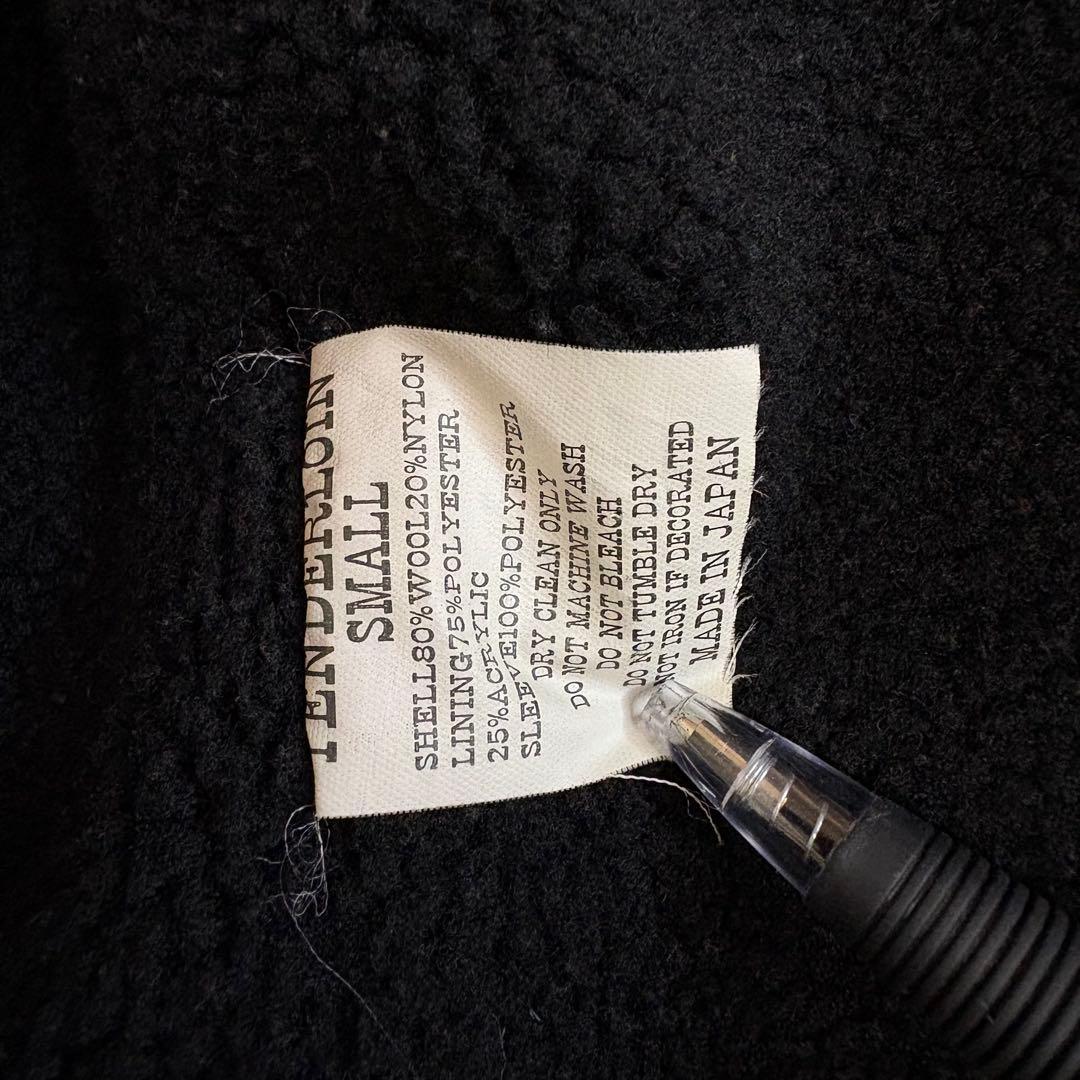 TENDERLOIN
SMALL
SHELL80%WOOL20%NYLON
LINING75%POLYESTER
25%ACRYLIC
SLEEVE100%POLYESTER
DRY CLEAN ONLY
DO NOT MACHINE WASH
DO NOT BLEACH
DO NOT TUMBLE DRY
NOT IRON IF DECORATED
MADE IN JAPAN